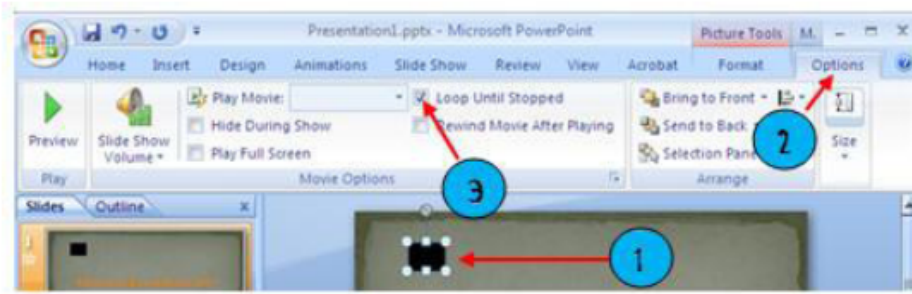 Presentation1.pptx - Microsoft PowerPoint Picture Tools M.
Home Insert Design Animations Slide Show Review View Acrobat Format Options
Play Movie: Loop Until Stopped Bring to Front
Hide During Show Rewind Movie After Playing Send to Back
Preview Slide Show Volume Play Full Screen Selection Pane Size
Play Movie Options Arrange
2
3
Slides Outline x
1
1